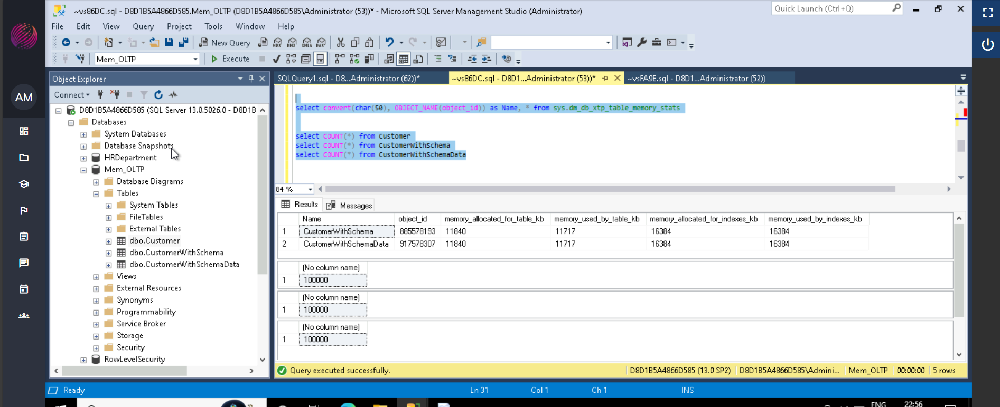 ~vs86DC.sql - D8D1B5A4866D585.Mem_OLTP (D8D1B5A4866D585\Administrator (53))* - Microsoft SQL Server Management Studio (Administrator)
Quick Launch (Ctrl+Q)
File Edit View Query Project Tools Window Help
New Query MDX DMX XMLA DAX
Mem_OLTP Execute
AM
Object Explorer
Connect
D8D1B5A4866D585 (SQL Server 13.0.5026.0 - D8D1B
Databases
System Databases
Database Snapshots
HRDepartment
Mem_OLTP
Database Diagrams
Tables
System Tables
FileTables
External Tables
dbo.Customer
dbo.CustomerWithSchema
dbo.CustomerWithSchemaData
Views
External Resources
Synonyms
Programmability
Service Broker
Storage
Security
RowLevelSecurity
SQLQuery1.sql - D8...Administrator (62))* ~vs86DC.sql - D8D1...Administrator (53))* ~vsFA9E.sql - D8D1...Administrator (52))
select convert(char(50), OBJECT_NAME(object_id)) as Name, * from sys.dm_db_xtp_table_memory_stats
select COUNT(*) from Customer
select COUNT(*) from CustomerWithSchema
select COUNT(*) from CustomerWithSchemaData
84 %
Results Messages
Name object_id memory_allocated_for_table_kb memory_used_by_table_kb memory_allocated_for_indexes_kb memory_used_by_indexes_kb
1 CustomerWithSchema 885578193 11840 11717 16384 16384
2 CustomerWithSchemaData 917578307 11840 11717 16384 16384
(No column name)
1 100000
(No column name)
1 100000
(No column name)
1 100000
Query executed successfully. D8D1B5A4866D585 (13.0 SP2) D8D1B5A4866D585\Admini... Mem_OLTP 00:00:00 5 rows
Ready Ln 31 Col 1 Ch 1 INS
ENG 22:56